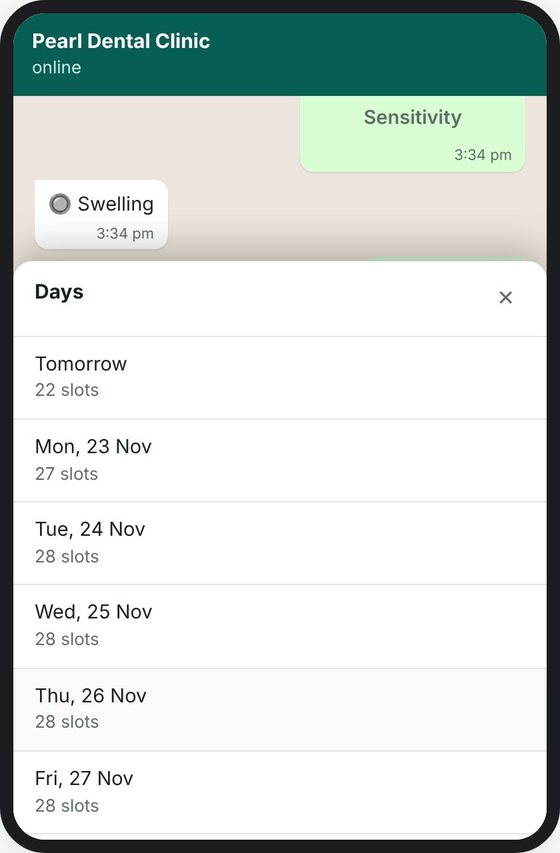 Pearl Dental Clinic
online
Sensitivity
3:34 pm
🔘 Swelling
3:34 pm
Days
×
Tomorrow
22 slots
Mon, 23 Nov
27 slots
Tue, 24 Nov
28 slots
Wed, 25 Nov
28 slots
Thu, 26 Nov
28 slots
Fri, 27 Nov
28 slots